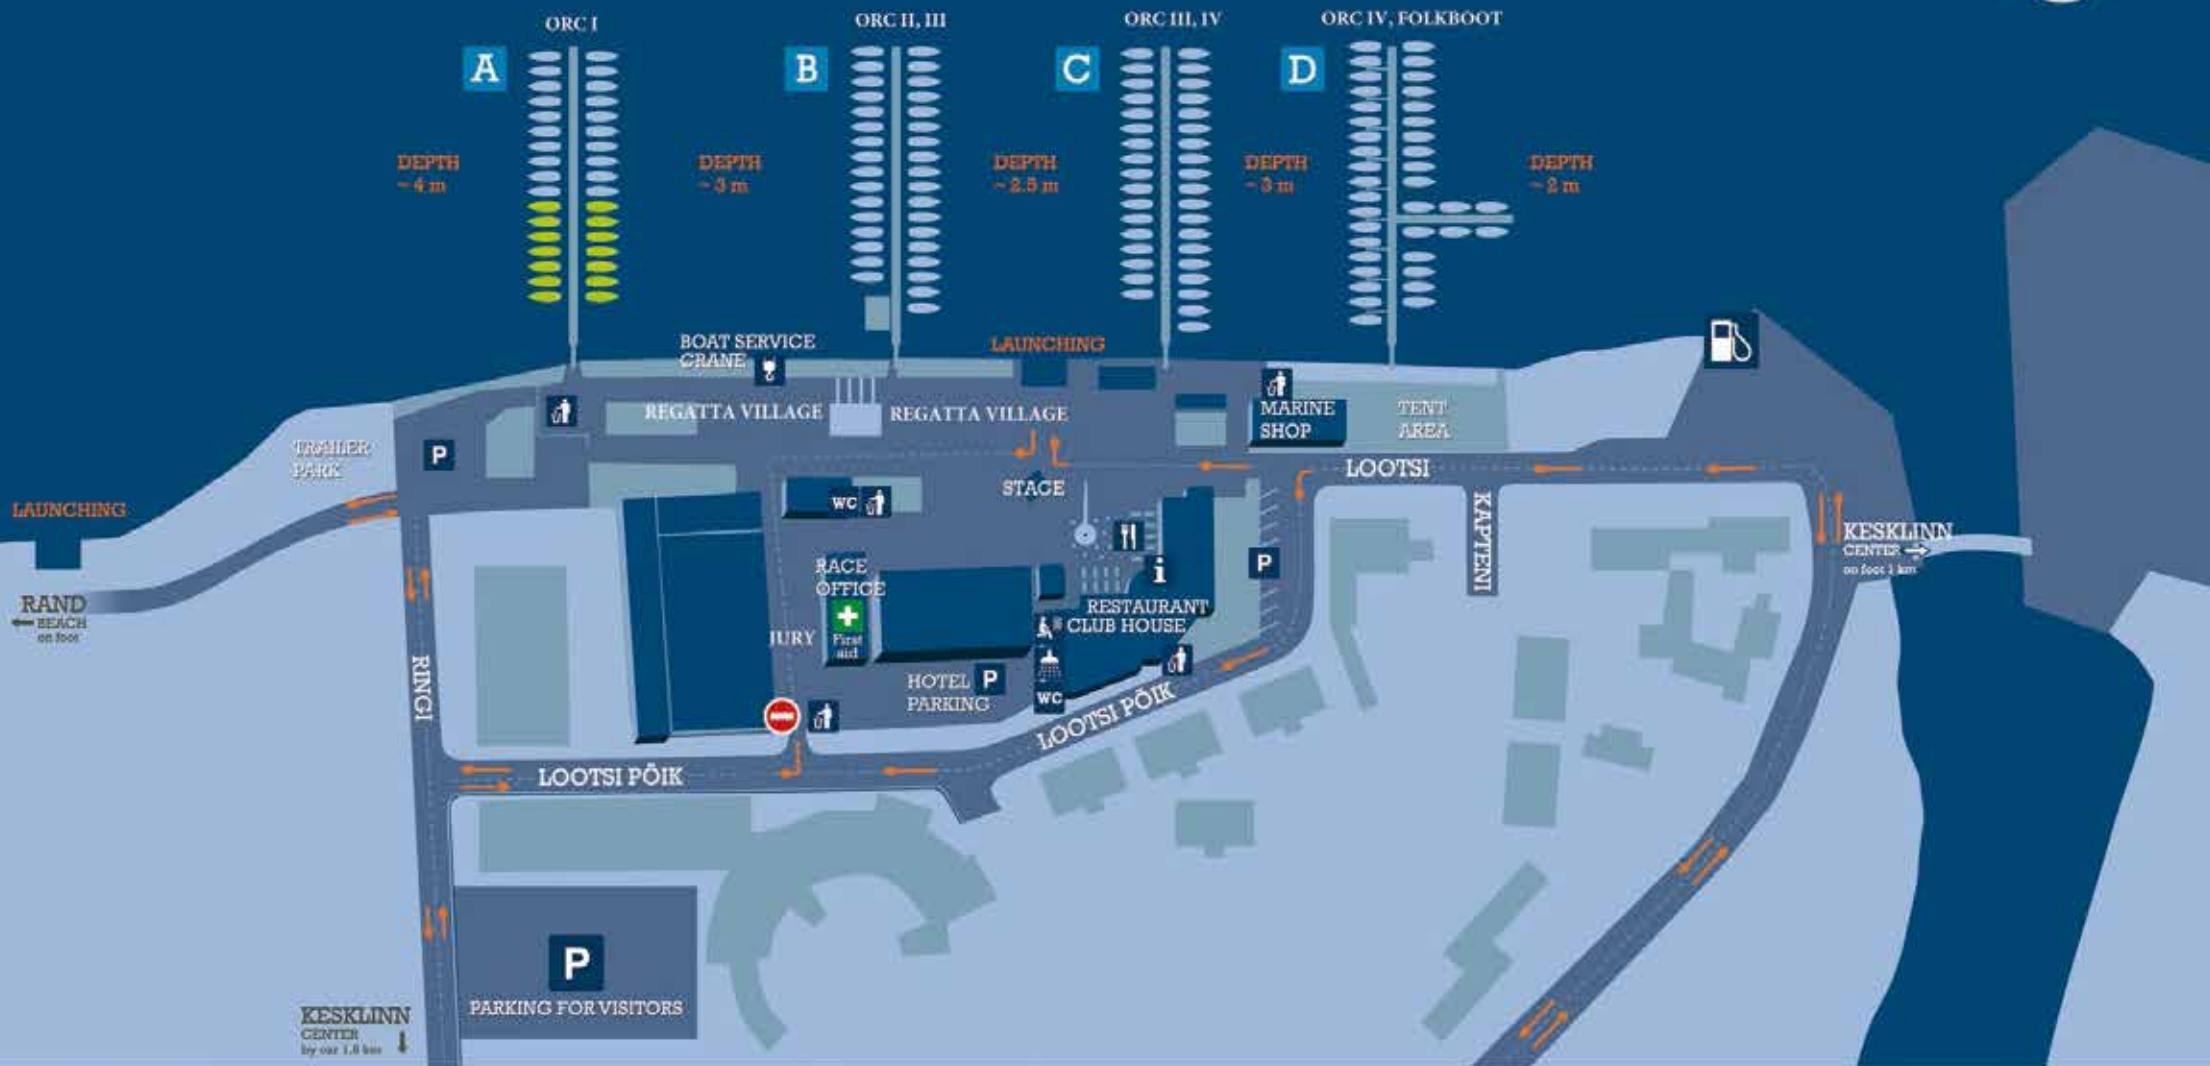 ORC I
ORC II, III
ORC III, IV
ORC IV, FOLKBOOT
A
B
C
D
DEPTH
~ 4 m
DEPTH
~ 3 m
DEPTH
~ 2.5 m
DEPTH
~ 3 m
DEPTH
~ 2 m
BOAT SERVICE
CRANE
LAUNCHING
REGATTA VILLAGE
REGATTA VILLAGE
MARINE
SHOP
TENT
AREA
TRAILER
PARK
P
LOOTSI
STAGE
WC
KAPTENI
LAUNCHING
KESKLINN
CENTER →
on foot 1 km
RACE
OFFICE
P
i
RAND
← BEACH
on foot
RESTAURANT
CLUB HOUSE
JURY
First
aid
HOTEL P
PARKING
WC
RINGI
LOOTSI PÕIK
LOOTSI PÕIK
P
PARKING FOR VISITORS
KESKLINN
CENTER ↓
by car 1.8 km